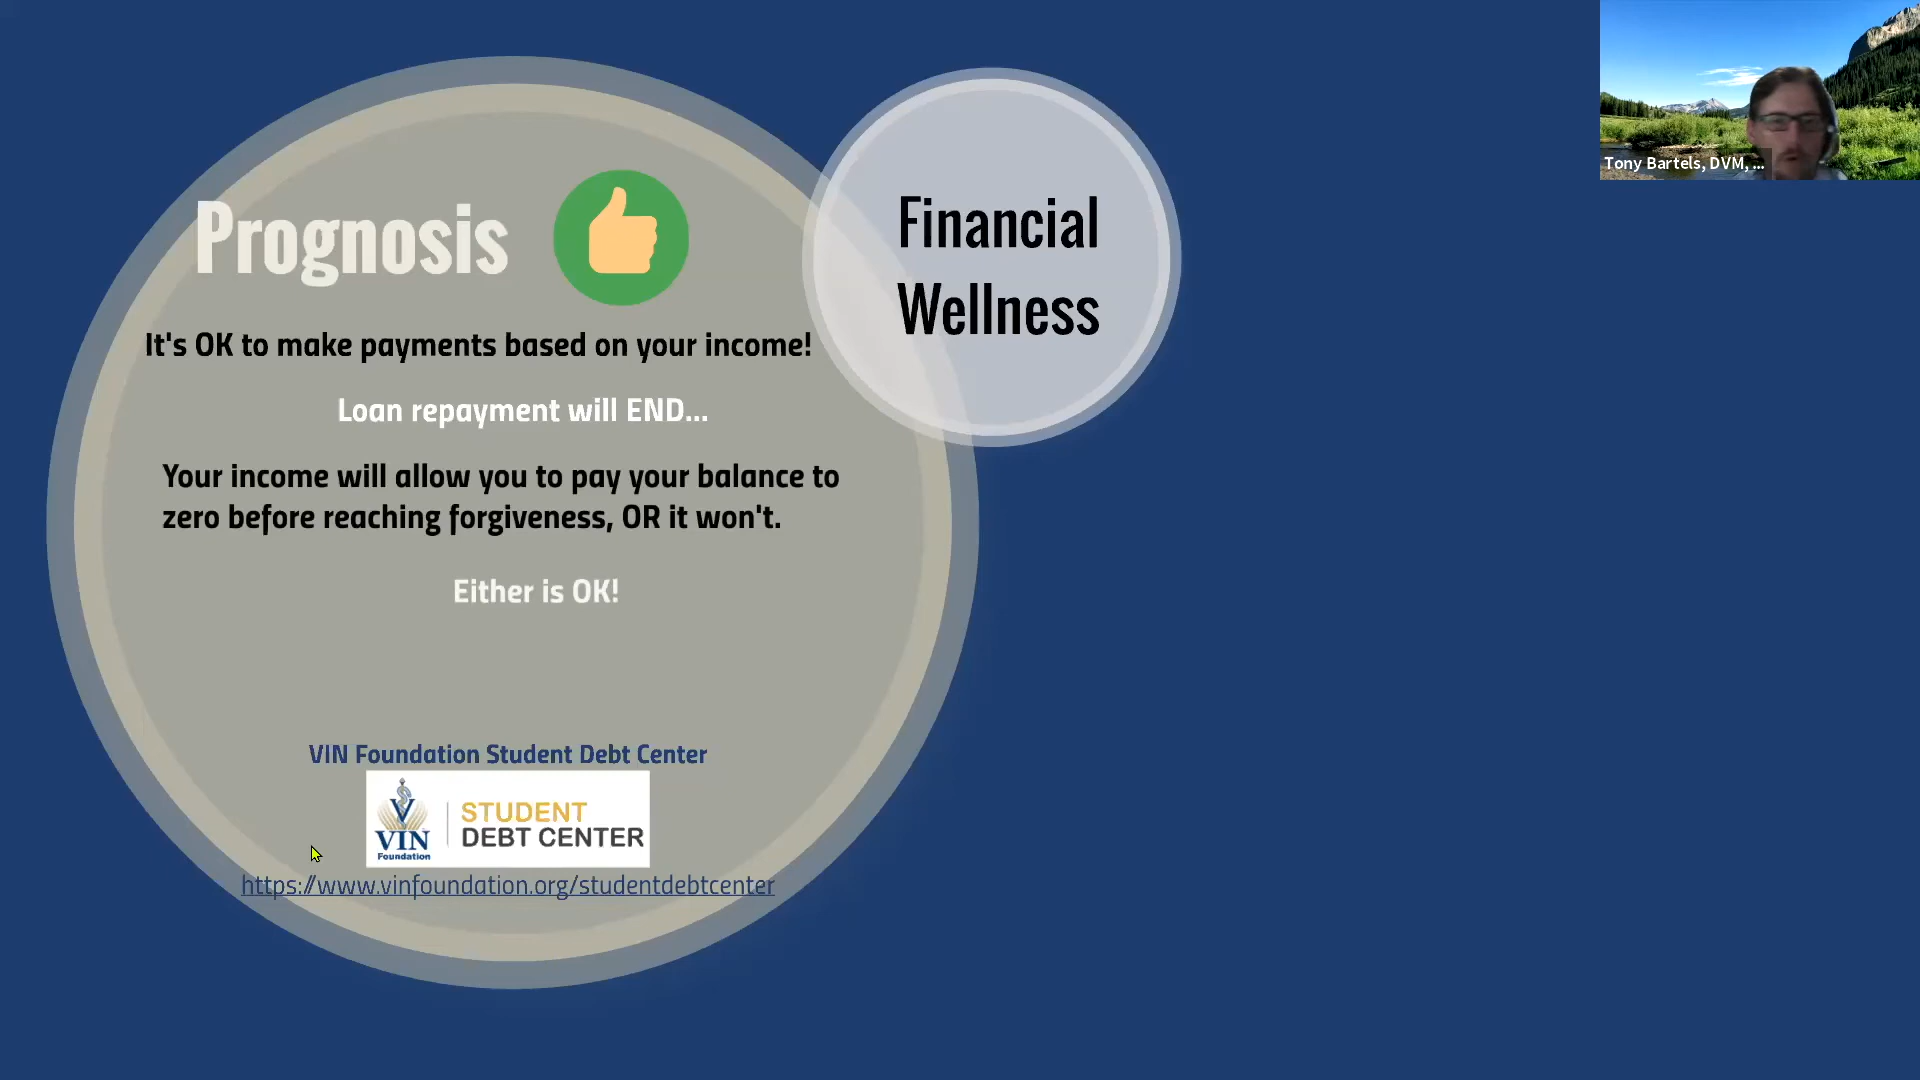 Prognosis
It's OK to make payments based on your income!
Loan repayment will END...
Your income will allow you to pay your balance to
zero before reaching forgiveness, OR it won't.
Either is OK!
VIN Foundation Student Debt Center
V
VIN
Foundation
STUDENT
DEBT CENTER
https://www.vinfoundation.org/studentdebtcenter
Financial
Wellness
Tony Bartels, DVM, ...